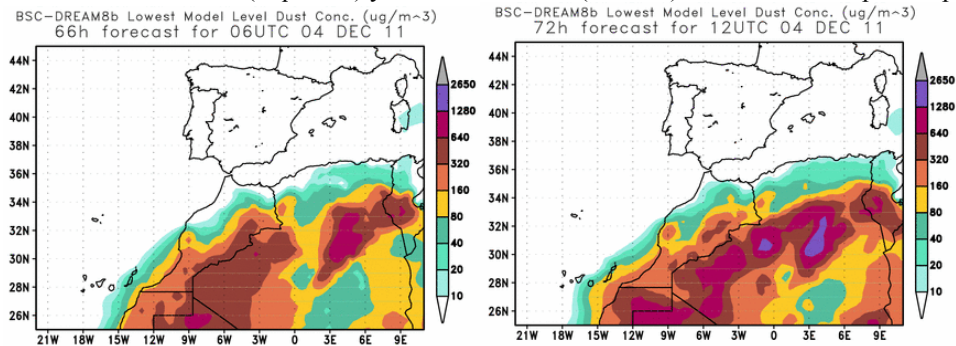 BSC-DREAM8b Lowest Model Level Dust Conc. (ug/m^3)
66h forecast for 06UTC 04 DEC 11
44N
42N
40N
38N
36N
34N
32N
30N
28N
26N
21W 18W 15W 12W 9W 6W 3W 0 3E 6E 9E
2650
1280
640
320
160
80
40
20
10
BSC-DREAM8b Lowest Model Level Dust Conc. (ug/m^3)
72h forecast for 12UTC 04 DEC 11
44N
42N
40N
38N
36N
34N
32N
30N
28N
26N
21W 18W 15W 12W 9W 6W 3W 0 3E 6E 9E
2650
1280
640
320
160
80
40
20
10